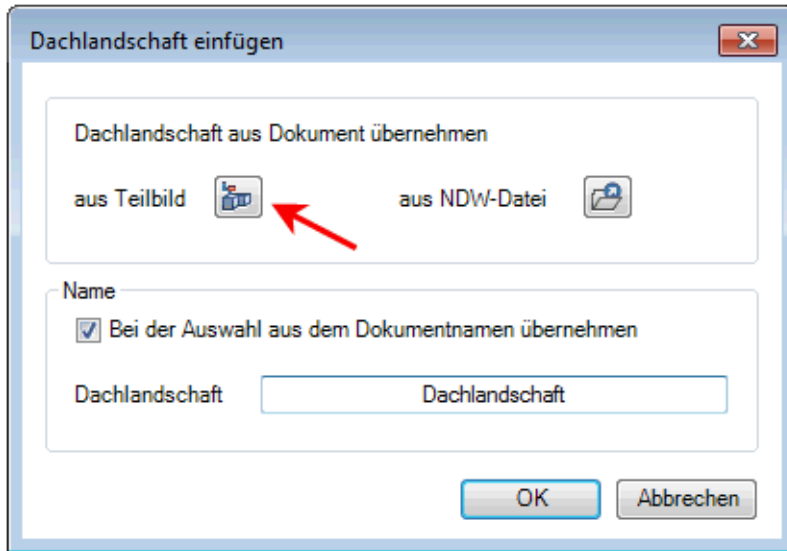 Dachlandschaft einfügen
Dachlandschaft aus Dokument übernehmen
aus Teilbild aus NDW-Datei
Name
Bei der Auswahl aus dem Dokumentnamen übernehmen
Dachlandschaft Dachlandschaft
OK Abbrechen